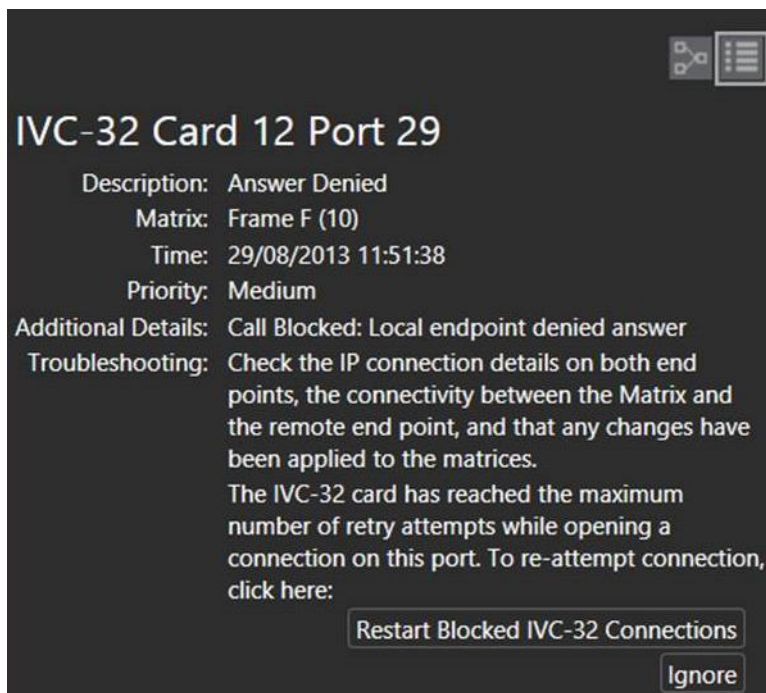 IVC-32 Card 12 Port 29
Description: Answer Denied
Matrix: Frame F (10)
Time: 29/08/2013 11:51:38
Priority: Medium
Additional Details: Call Blocked: Local endpoint denied answer
Troubleshooting: Check the IP connection details on both end
points, the connectivity between the Matrix and
the remote end point, and that any changes have
been applied to the matrices.
The IVC-32 card has reached the maximum
number of retry attempts while opening a
connection on this port. To re-attempt connection,
click here:
Restart Blocked IVC-32 Connections
Ignore